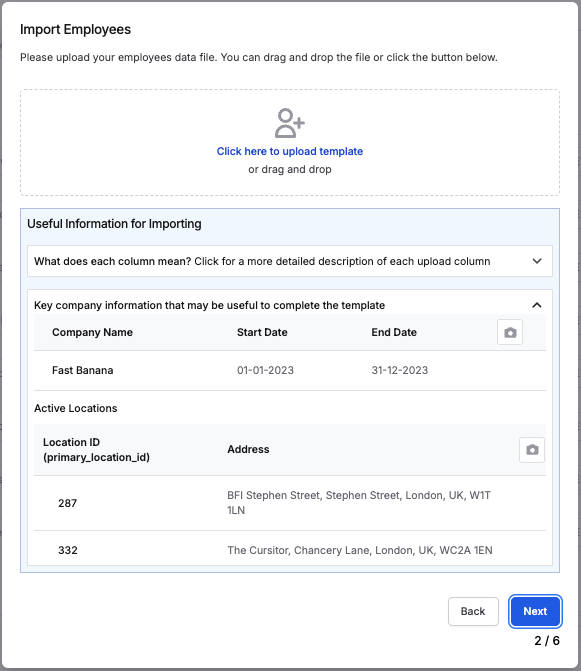 Import Employees
Please upload your employees data file. You can drag and drop the file or click the button below.
Click here to upload template
or drag and drop
Useful Information for Importing
What does each column mean? Click for a more detailed description of each upload column
Key company information that may be useful to complete the template
Company Name Start Date End Date
Fast Banana 01-01-2023 31-12-2023
Active Locations
Location ID
(primary_location_id) Address
287 BFI Stephen Street, Stephen Street, London, UK, W1T
1LN
332 The Cursitor, Chancery Lane, London, UK, WC2A 1EN
Back Next
2 / 6